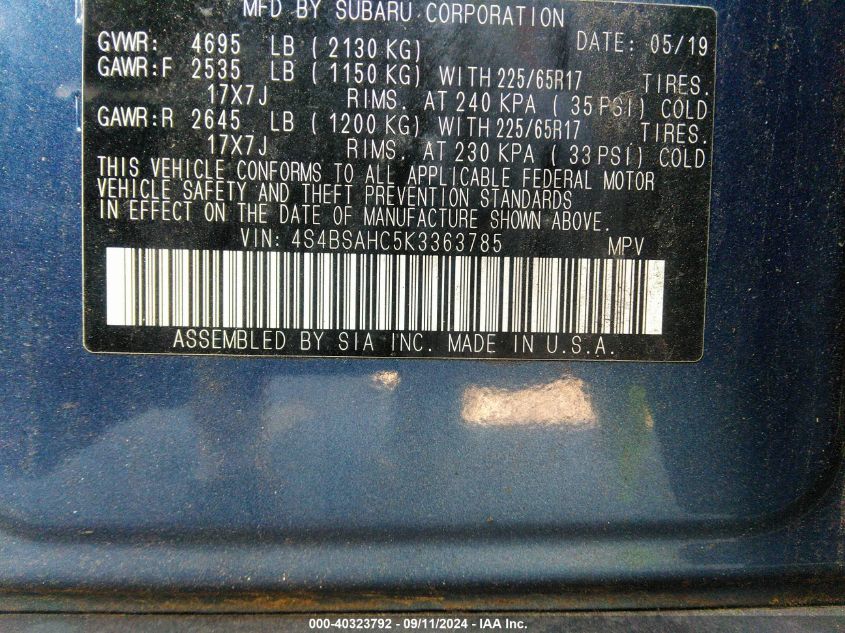 MFD BY SUBARU CORPORATION
GVWR: 4695 LB ( 2130 KG) DATE: 05/19
GAWR:F 2535 LB ( 1150 KG) WITH 225/65R17 TIRES.
17X7J RIMS. AT 240 KPA ( 35 PSI) COLD
GAWR:R 2645 LB ( 1200 KG) WITH 225/65R17 TIRES.
17X7J RIMS. AT 230 KPA ( 33 PSI) COLD
THIS VEHICLE CONFORMS TO ALL APPLICABLE FEDERAL MOTOR
VEHICLE SAFETY AND THEFT PREVENTION STANDARDS
IN EFFECT ON THE DATE OF MANUFACTURE SHOWN ABOVE.
VIN: 4S4BSAHC5K3363785 MPV
ASSEMBLED BY SIA INC. MADE IN U.S.A.
000-40323792 - 09/11/2024 - IAA Inc.